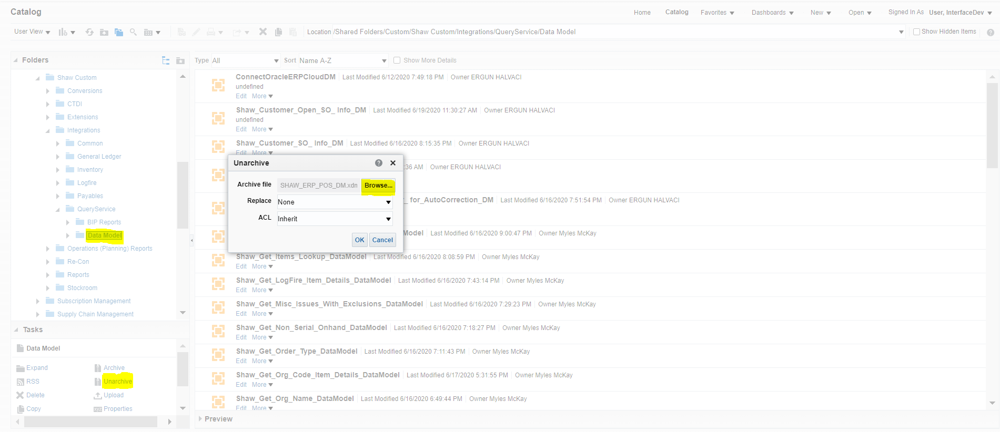 Catalog
Home Catalog Favorites Dashboards New Open Signed In As User, InterfaceDev
User View Location /Shared Folders/Custom/Shaw Custom/Integrations/QueryService/Data Model Show Hidden Items
Folders
Shaw Custom
Conversions
CTDI
Extensions
Integrations
Common
General Ledger
Inventory
Logfire
Payables
QueryService
BIP Reports
Data Model
Operations (Planning) Reports
Re-Con
Reports
Stockroom
Subscription Management
Supply Chain Management
Tasks
Data Model
Expand Archive
RSS Unarchive
Delete Upload
Copy Properties
Type All Sort Name A-Z Show More Details
ConnectOracleERPCloudDM Last Modified 6/12/2020 7:49:18 PM Owner ERGUN HALVACI
undefined
Edit More
Shaw_Customer_Open_SO_ Info_DM Last Modified 6/19/2020 11:30:27 AM Owner ERGUN HALVACI
undefined
Edit More
Shaw_Customer_SO_ Info_DM Last Modified 6/16/2020 8:15:35 PM Owner ERGUN HALVACI
Edit More
:36 AM Owner ERGUN HALVACI
_ for_AutoCorrection_DM Last Modified 6/16/2020 7:51:54 PM Owner ERGUN HALVACI
Model Last Modified 6/16/2020 9:00:47 PM Owner Myles McKay
Shaw_Get_Items_Lookup_DataModel Last Modified 6/16/2020 8:08:59 PM Owner Myles McKay
Edit More
Shaw_Get_LogFire_Item_Details_DataModel Last Modified 6/16/2020 7:43:14 PM Owner Myles McKay
Edit More
Shaw_Get_Misc_Issues_With_Exclusions_DataModel Last Modified 6/16/2020 7:29:23 PM Owner Myles McKay
Edit More
Shaw_Get_Non_Serial_Onhand_DataModel Last Modified 6/16/2020 7:18:27 PM Owner Myles McKay
Edit More
Shaw_Get_Order_Type_DataModel Last Modified 6/16/2020 7:11:43 PM Owner Myles McKay
Edit More
Shaw_Get_Org_Code_Item_Details_DataModel Last Modified 6/17/2020 5:31:55 PM Owner Myles McKay
Edit More
Shaw_Get_Org_Name_DataModel Last Modified 6/16/2020 6:49:44 PM Owner Myles McKay
Edit More
Preview
Unarchive
Archive file SHAW_ERP_POS_DM.xdn Browse...
Replace None
ACL Inherit
OK Cancel